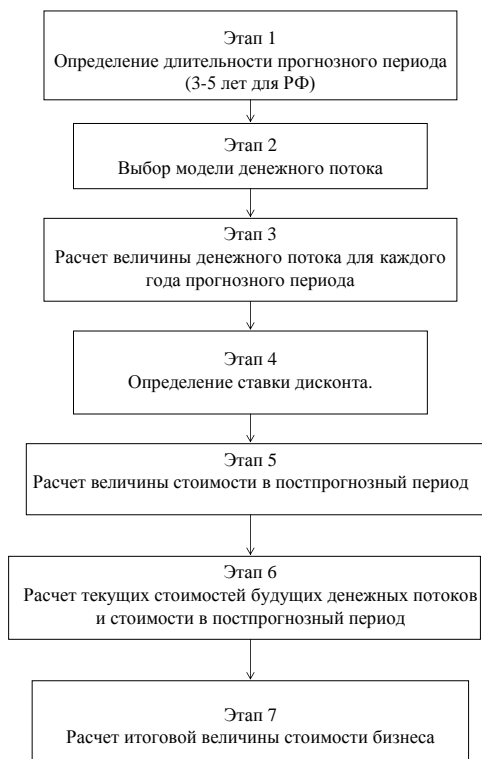 Этап 1
Определение длительности прогнозного периода
(3-5 лет для РФ)
Этап 2
Выбор модели денежного потока
Этап 3
Расчет величины денежного потока для каждого
года прогнозного периода
Этап 4
Определение ставки дисконта.
Этап 5
Расчет величины стоимости в постпрогнозный период
Этап 6
Расчет текущих стоимостей будущих денежных потоков
и стоимости в постпрогнозный период
Этап 7
Расчет итоговой величины стоимости бизнеса